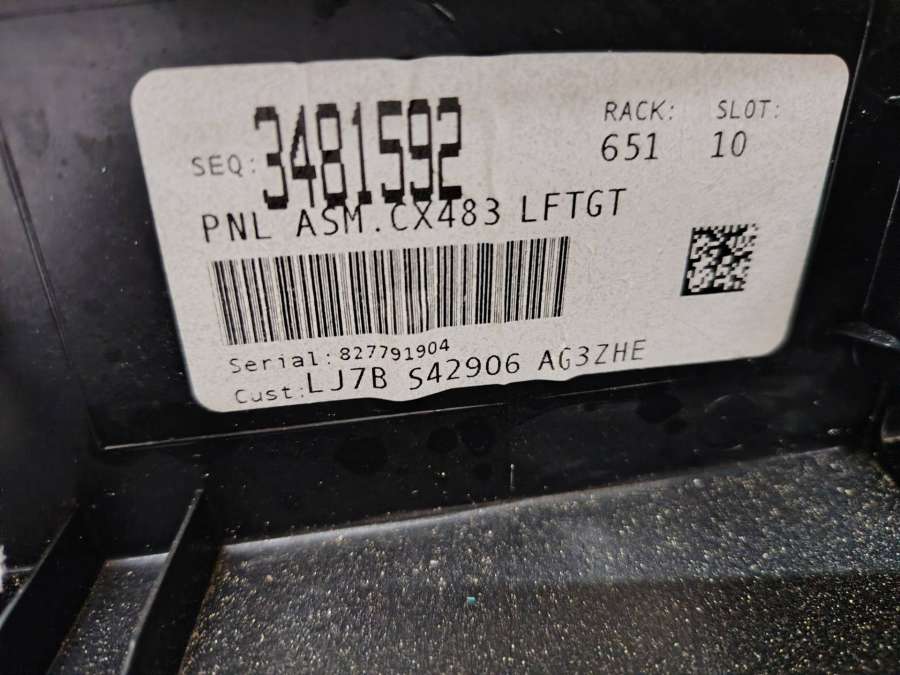 RACK: SLOT:
SEQ: 3481592 651 10
PNL ASM.CX483 LFTGT
Serial: 827791904
Cust: LJ7B S42906 AG3ZHE